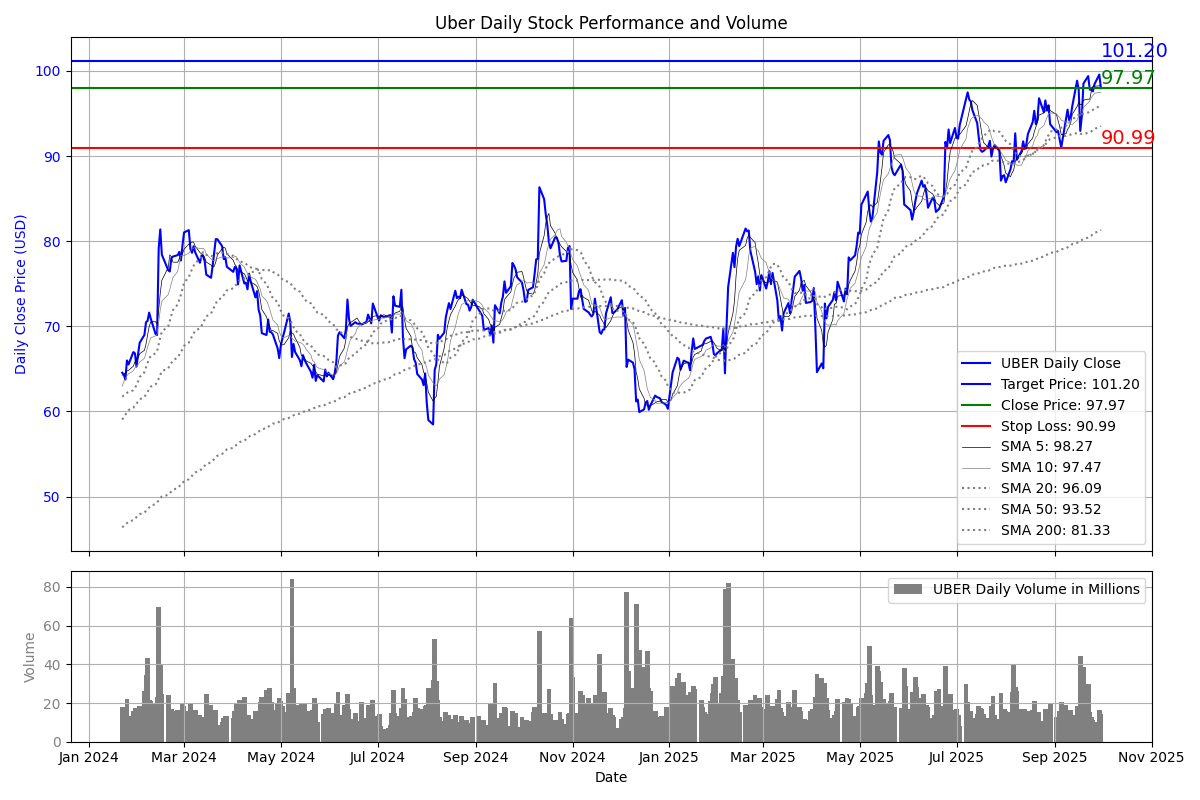 Uber Daily Stock Performance and Volume
Daily Close Price (USD)
100
90
80
70
60
50
101.20
97.97
90.99
UBER Daily Close
Target Price: 101.20
Close Price: 97.97
Stop Loss: 90.99
SMA 5: 98.27
SMA 10: 97.47
SMA 20: 96.09
SMA 50: 93.52
SMA 200: 81.33
Volume
80
60
40
20
0
UBER Daily Volume in Millions
Jan 2024 Mar 2024 May 2024 Jul 2024 Sep 2024 Nov 2024 Jan 2025 Mar 2025 May 2025 Jul 2025 Sep 2025 Nov 2025
Date